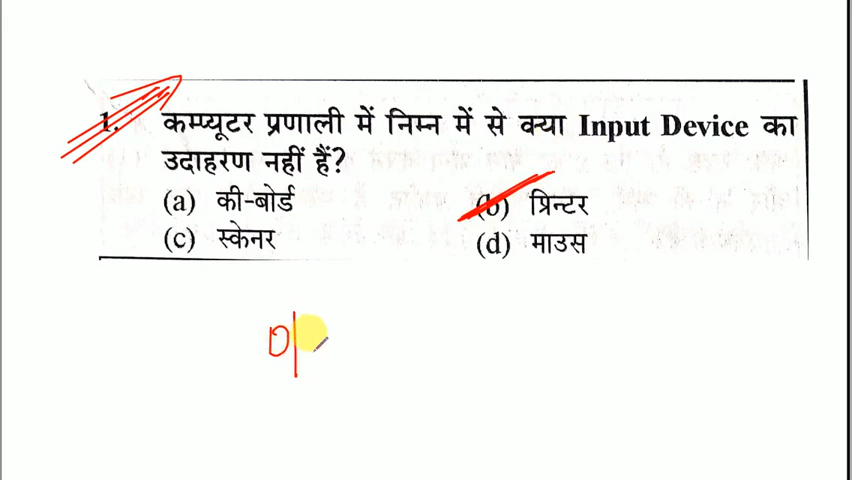 1. कम्प्यूटर प्रणाली में निम्न में से क्या Input Device का
उदाहरण नहीं हैं?
(a) की-बोर्ड (b) प्रिन्टर
(c) स्केनर (d) माउस